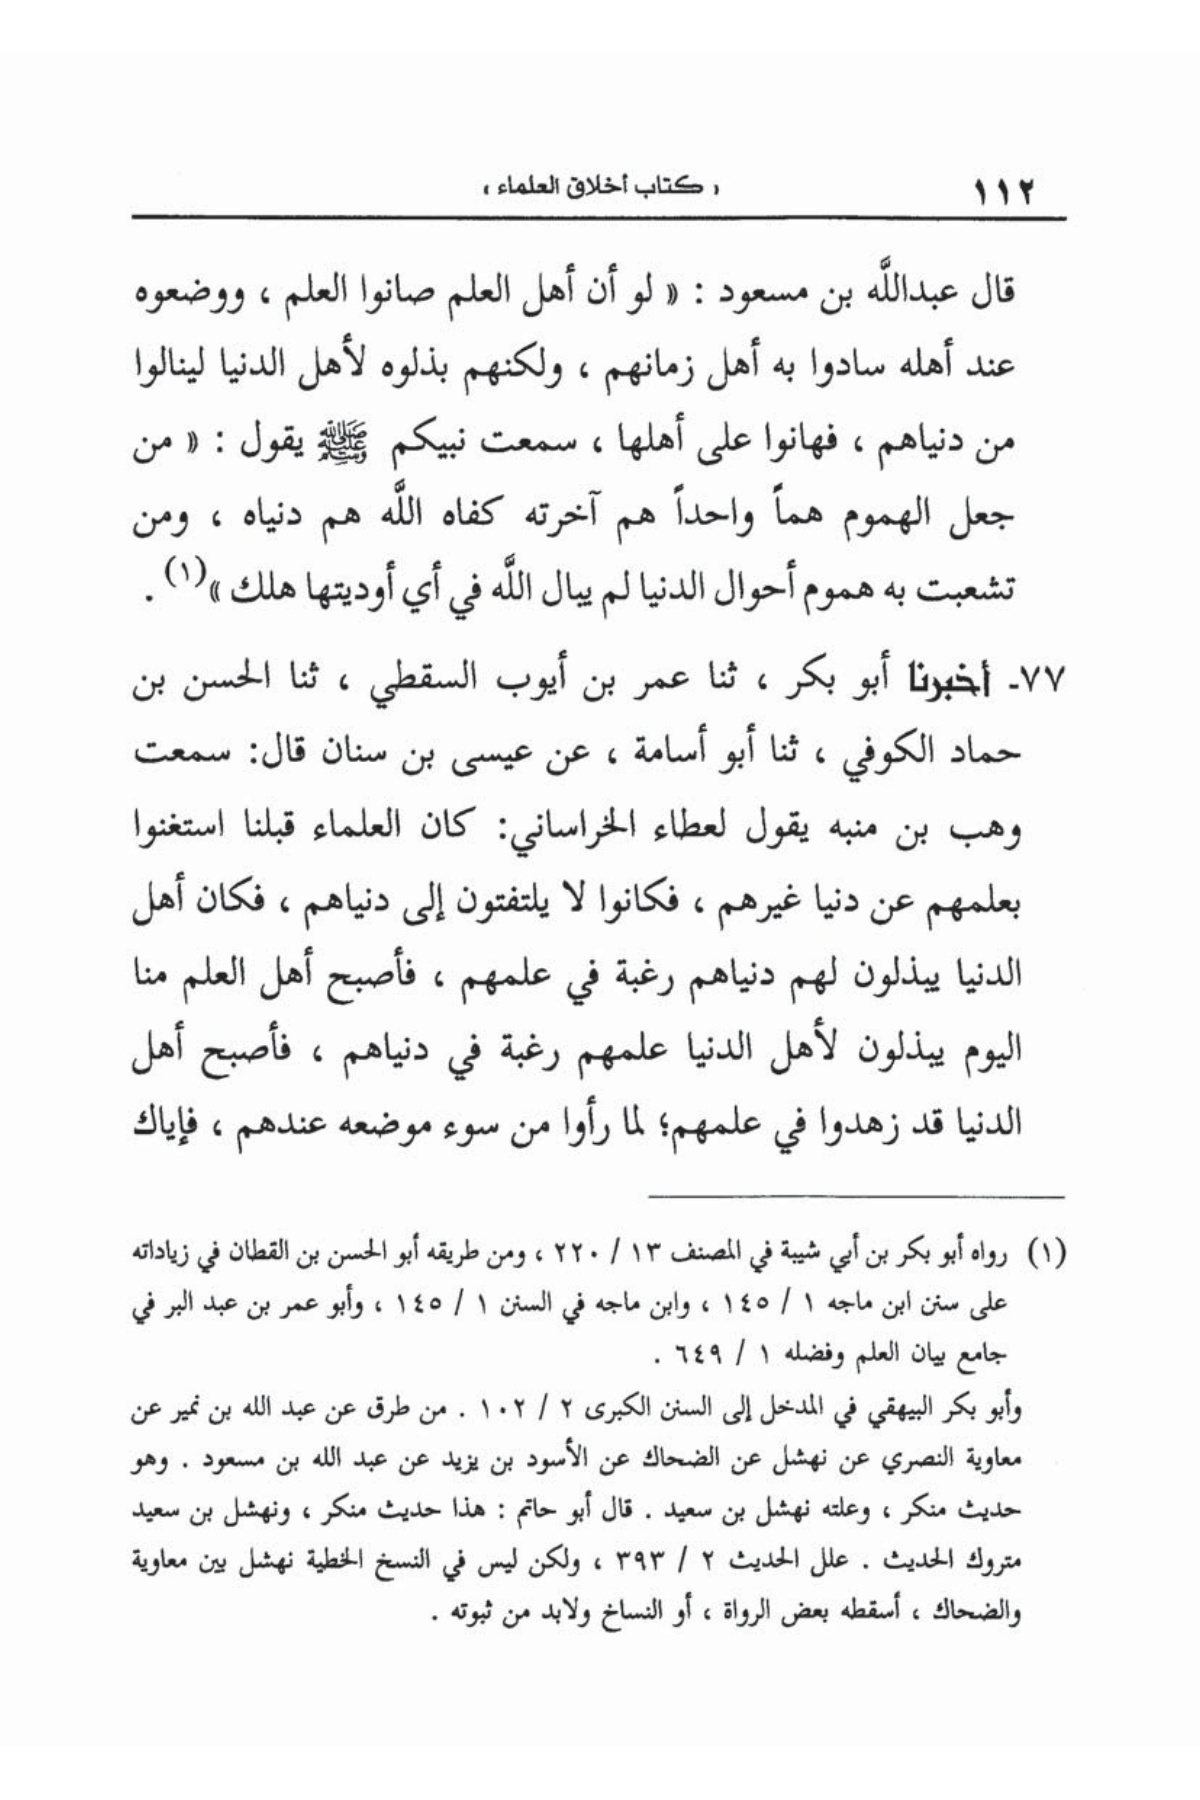 ١١٢ « كتاب أخلاق العلماء »
قال عبداللَّه بن مسعود : « لو أن أهل العلم صانوا العلم ، ووضعوه
عند أهله سادوا به أهل زمانهم ، ولكنهم بذلوه لأهل الدنيا لينالوا
من دنياهم ، فهانوا على أهلها ، سمعت نبيكم ﷺ يقول : « من
جعل الهموم هماً واحداً هم آخرته كفاه اللَّه هم دنياه ، ومن
تشعبت به هموم أحوال الدنيا لم يبال اللَّه في أي أوديتها هلك »(١) .
٧٧- أخبرنا أبو بكر ، ثنا عمر بن أيوب السقطي ، ثنا الحسن بن
حماد الكوفي ، ثنا أبو أسامة ، عن عيسى بن سنان قال: سمعت
وهب بن منبه يقول لعطاء الخراساني: كان العلماء قبلنا استغنوا
بعلمهم عن دنيا غيرهم ، فكانوا لا يلتفتون إلى دنياهم ، فكان أهل
الدنيا يبذلون لهم دنياهم رغبة في علمهم ، فأصبح أهل العلم منا
اليوم يبذلون لأهل الدنيا علمهم رغبة في دنياهم ، فأصبح أهل
الدنيا قد زهدوا في علمهم؛ لما رأوا من سوء موضعه عندهم ، فإياك
(١) رواه أبو بكر بن أبي شيبة في المصنف ١٣ / ٢٢٠ ، ومن طريقه أبو الحسن بن القطان في زياداته
على سنن ابن ماجه ١ / ١٤٥ ، وابن ماجه في السنن ١ / ١٤٥ ، وأبو عمر بن عبد البر في
جامع بيان العلم وفضله ١ / ٦٤٩ .
وأبو بكر البيهقي في المدخل إلى السنن الكبرى ٢ / ١٠٢ . من طرق عن عبد الله بن نمير عن
معاوية النصري عن نهشل عن الضحاك عن الأسود بن يزيد عن عبد الله بن مسعود . وهو
حديث منكر ، وعلته نهشل بن سعيد . قال أبو حاتم : هذا حديث منكر ، ونهشل بن سعيد
متروك الحديث . علل الحديث ٢ / ٣٩٣ ، ولكن ليس في النسخ الخطية نهشل بين معاوية
والضحاك ، أسقطه بعض الرواة ، أو النساخ ولابد من ثبوته .